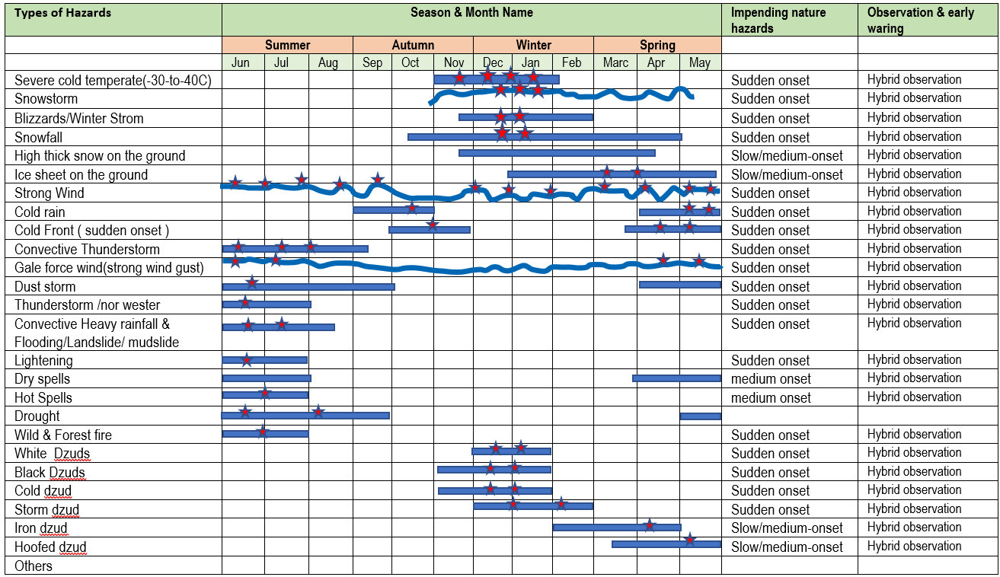 Types of Hazards Season & Month Name Impending nature hazards Observation & early waring
Summer Autumn Winter Spring
Jun Jul Aug Sep Oct Nov Dec Jan Feb Marc Apr May
Severe cold temperate(-30-to-40C) Sudden onset Hybrid observation
Snowstorm Sudden onset Hybrid observation
Blizzards/Winter Strom Sudden onset Hybrid observation
Snowfall Sudden onset Hybrid observation
High thick snow on the ground Slow/medium-onset Hybrid observation
Ice sheet on the ground Slow/medium-onset Hybrid observation
Strong Wind Sudden onset Hybrid observation
Cold rain Sudden onset Hybrid observation
Cold Front ( sudden onset ) Sudden onset Hybrid observation
Convective Thunderstorm Sudden onset Hybrid observation
Gale force wind(strong wind gust) Sudden onset Hybrid observation
Dust storm Sudden onset Hybrid observation
Thunderstorm /nor wester Sudden onset Hybrid observation
Convective Heavy rainfall & Sudden onset Hybrid observation
Flooding/Landslide/ mudslide
Lightening Sudden onset Hybrid observation
Dry spells medium onset Hybrid observation
Hot Spells medium onset Hybrid observation
Drought
Wild & Forest fire Sudden onset Hybrid observation
White Dzuds Sudden onset Hybrid observation
Black Dzuds Sudden onset Hybrid observation
Cold dzud Sudden onset Hybrid observation
Storm dzud Sudden onset Hybrid observation
Iron dzud Slow/medium-onset Hybrid observation
Hoofed dzud Slow/medium-onset Hybrid observation
Others